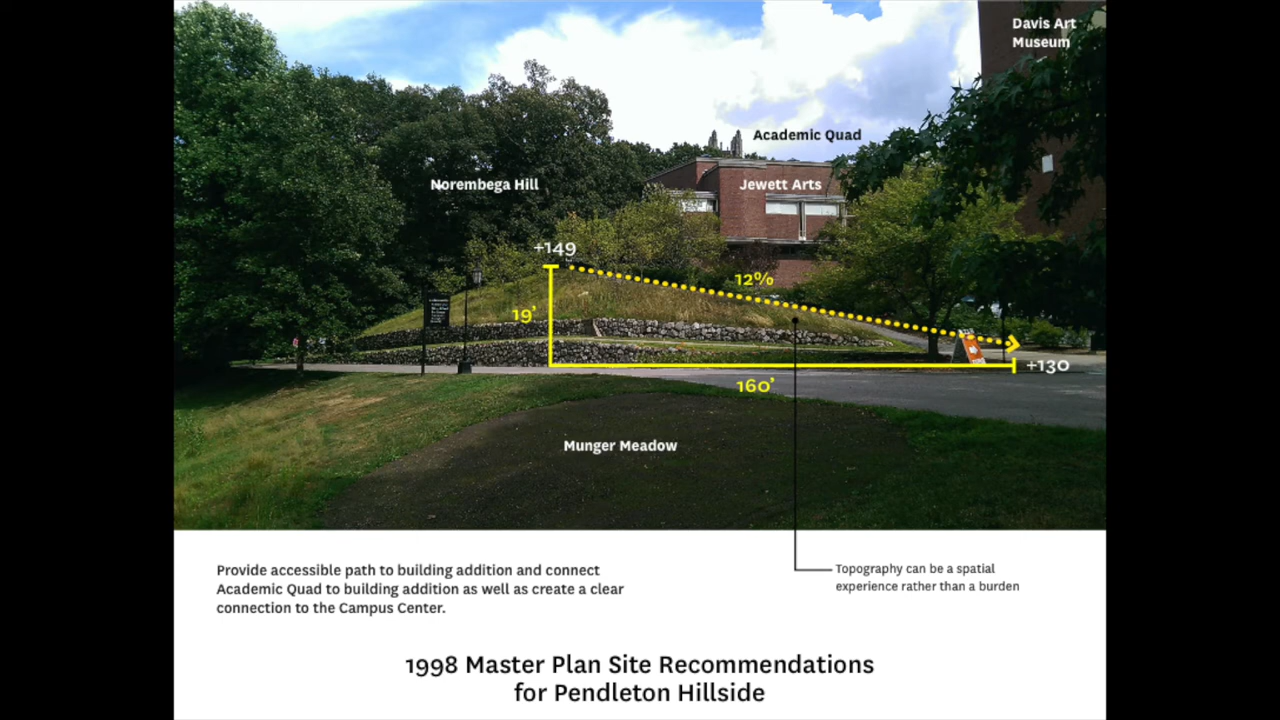 Davis Art
Museum
Academic Quad
Norembega Hill
Jewett Arts
+149
12%
19'
+130
160'
Munger Meadow
Provide accessible path to building addition and connect
Academic Quad to building addition as well as create a clear
connection to the Campus Center.
Topography can be a spatial
experience rather than a burden
1998 Master Plan Site Recommendations
for Pendleton Hillside